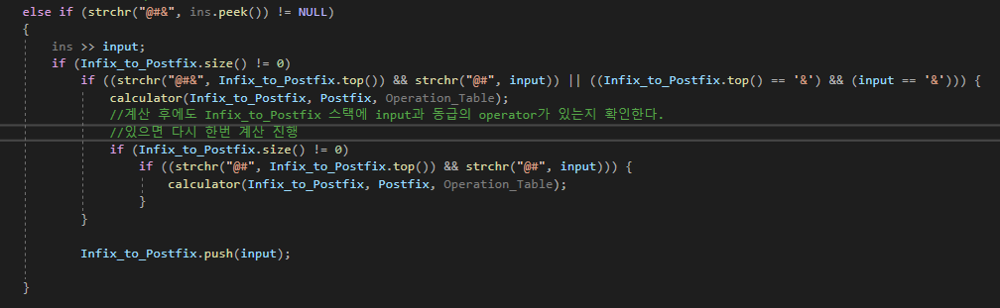 else if (strchr("@#&", ins.peek()) != NULL)
{
ins >> input;
if (Infix_to_Postfix.size() != 0)
if ((strchr("@#&", Infix_to_Postfix.top()) && strchr("@#", input)) || ((Infix_to_Postfix.top() == '&') && (input == '&'))) {
calculator(Infix_to_Postfix, Postfix, Operation_Table);
//계산 후에도 Infix_to_Postfix 스택에 input과 동급의 operator가 있는지 확인한다.
//있으면 다시 한번 계산 진행
if (Infix_to_Postfix.size() != 0)
if ((strchr("@#", Infix_to_Postfix.top()) && strchr("@#", input))) {
calculator(Infix_to_Postfix, Postfix, Operation_Table);
}
}
Infix_to_Postfix.push(input);
}